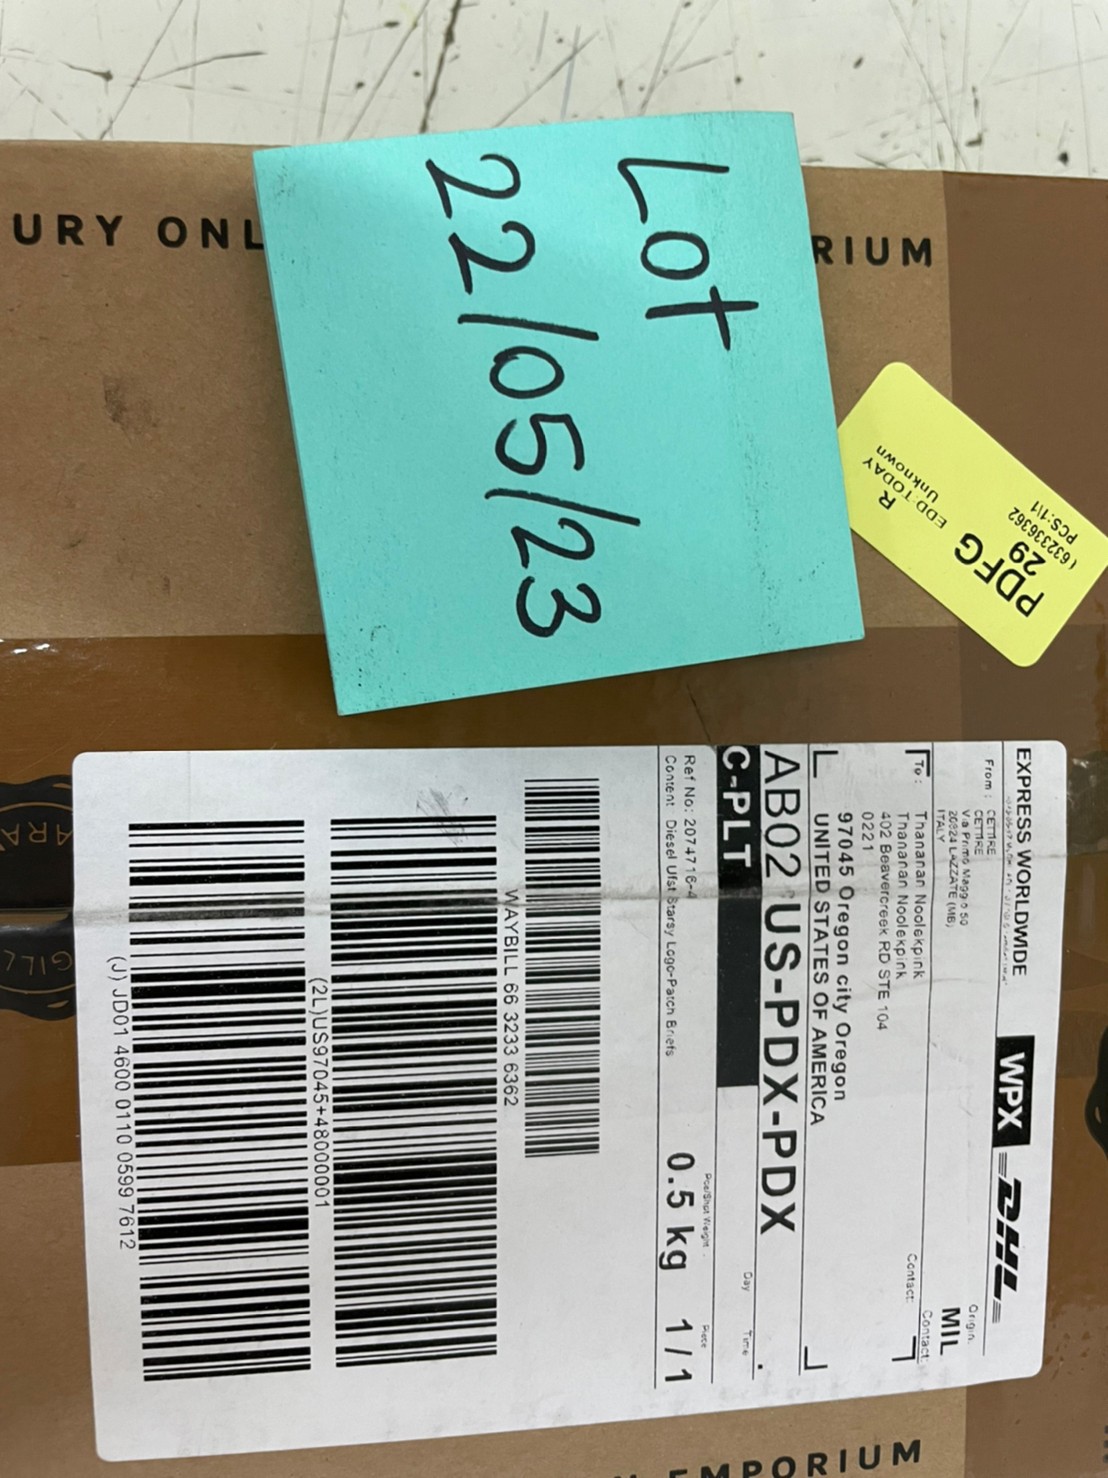 URY ONL
RIUM
Lot
22/05/23
PDFG
29
(632336362
PCS:1\1
R
EDD:TODAY
Unknown
EXPRESS WORLDWIDE
WPX
DHL
From :
CETTIRE
CETTIRE
Via Primo Maggio 50
20824 LAZZATE (MB)
ITALY
Origin:
MIL
To :
Thananan Noolekpink
Thananan Noolekpink
402 Beavercreek RD STE 104
0221
Contact:
Contact:
97045 Oregon city Oregon
UNITED STATES OF AMERICA
AB02 US-PDX-PDX
C-PLT
Day
Time
Ref No: 2074716-4
Pce/Shpt Weight
Piece
Content: Diesel Ufst Starsy Logo-Patch Briefs
0.5 kg
1 / 1
WAYBILL 66 3233 6362
(2L)US97045+48000001
(J) JD01 4600 0110 0599 7612
EMPORIUM